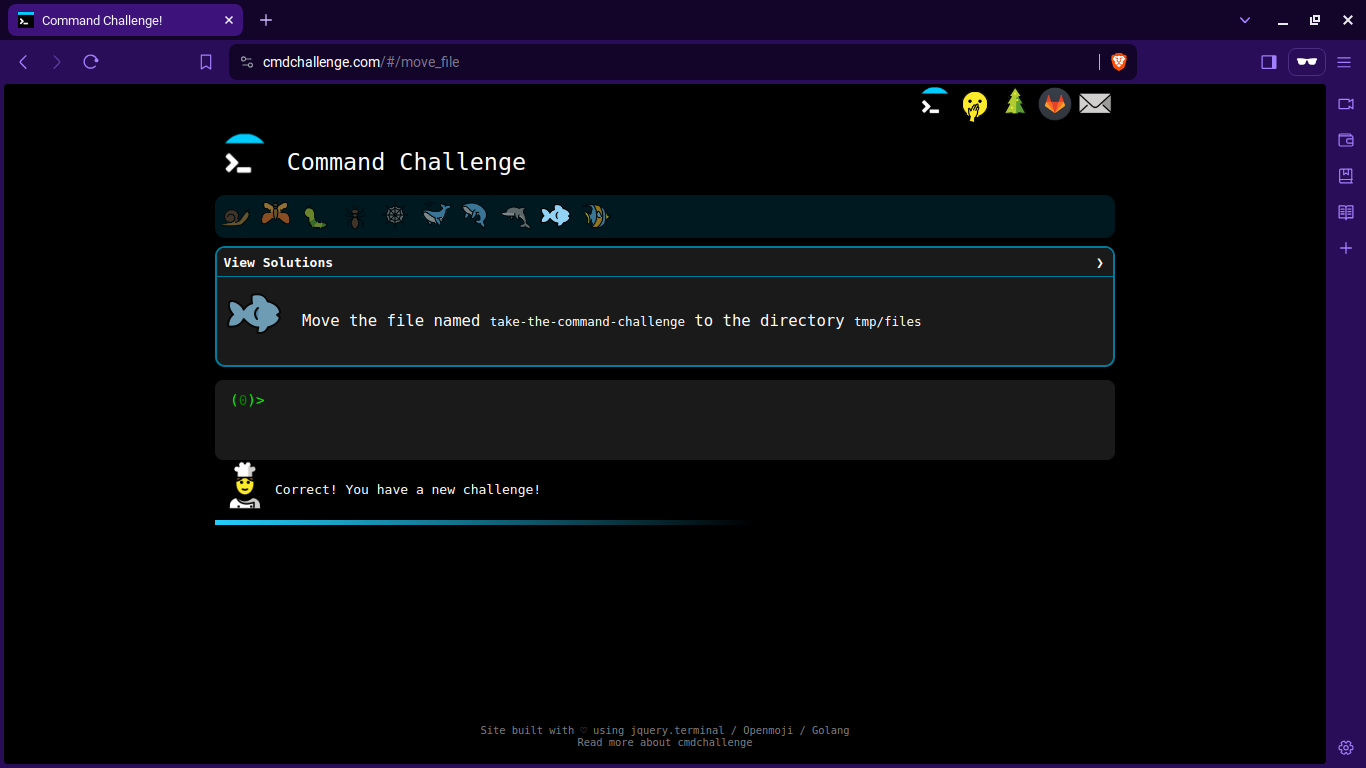 Command Challenge!
cmdchallenge.com/#/move_file
Command Challenge
View Solutions
Move the file named take-the-command-challenge to the directory tmp/files
(0)>
Correct! You have a new challenge!
Site built with ♡ using jquery.terminal / Openmoji / Golang
Read more about cmdchallenge